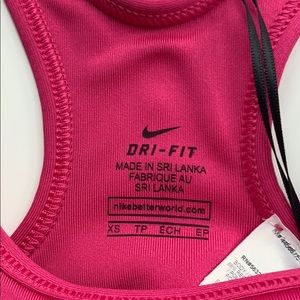 DRI-FIT
MADE IN SRI LANKA
FABRIQUE AU
SRI LANKA
nikebetterworld.com
XS TP ECH EP